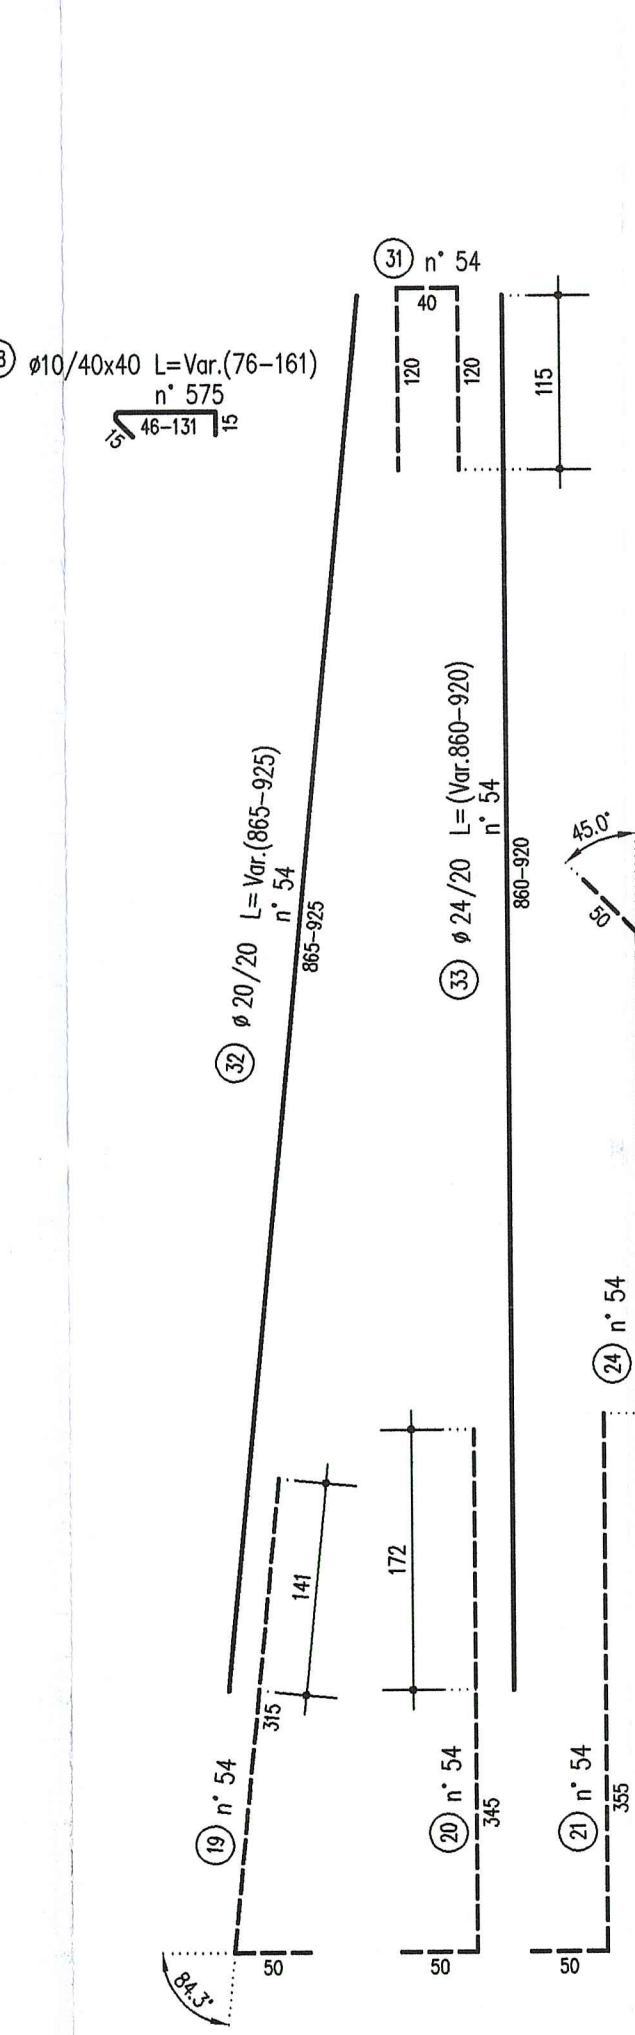 31 n° 54
40
120
120
115
ø10/40x40 L=Var.(76-161)
n° 575
15 46-131 15
32 ø 20/20 L=Var.(865-925)
n° 54
865-925
33 ø 24/20 L=(Var.860-920)
n° 54
860-920
45.0°
50
24 n° 54
141
172
315
19 n° 54
20 n° 54
345
21 n° 54
355
84.3°
50
50
50